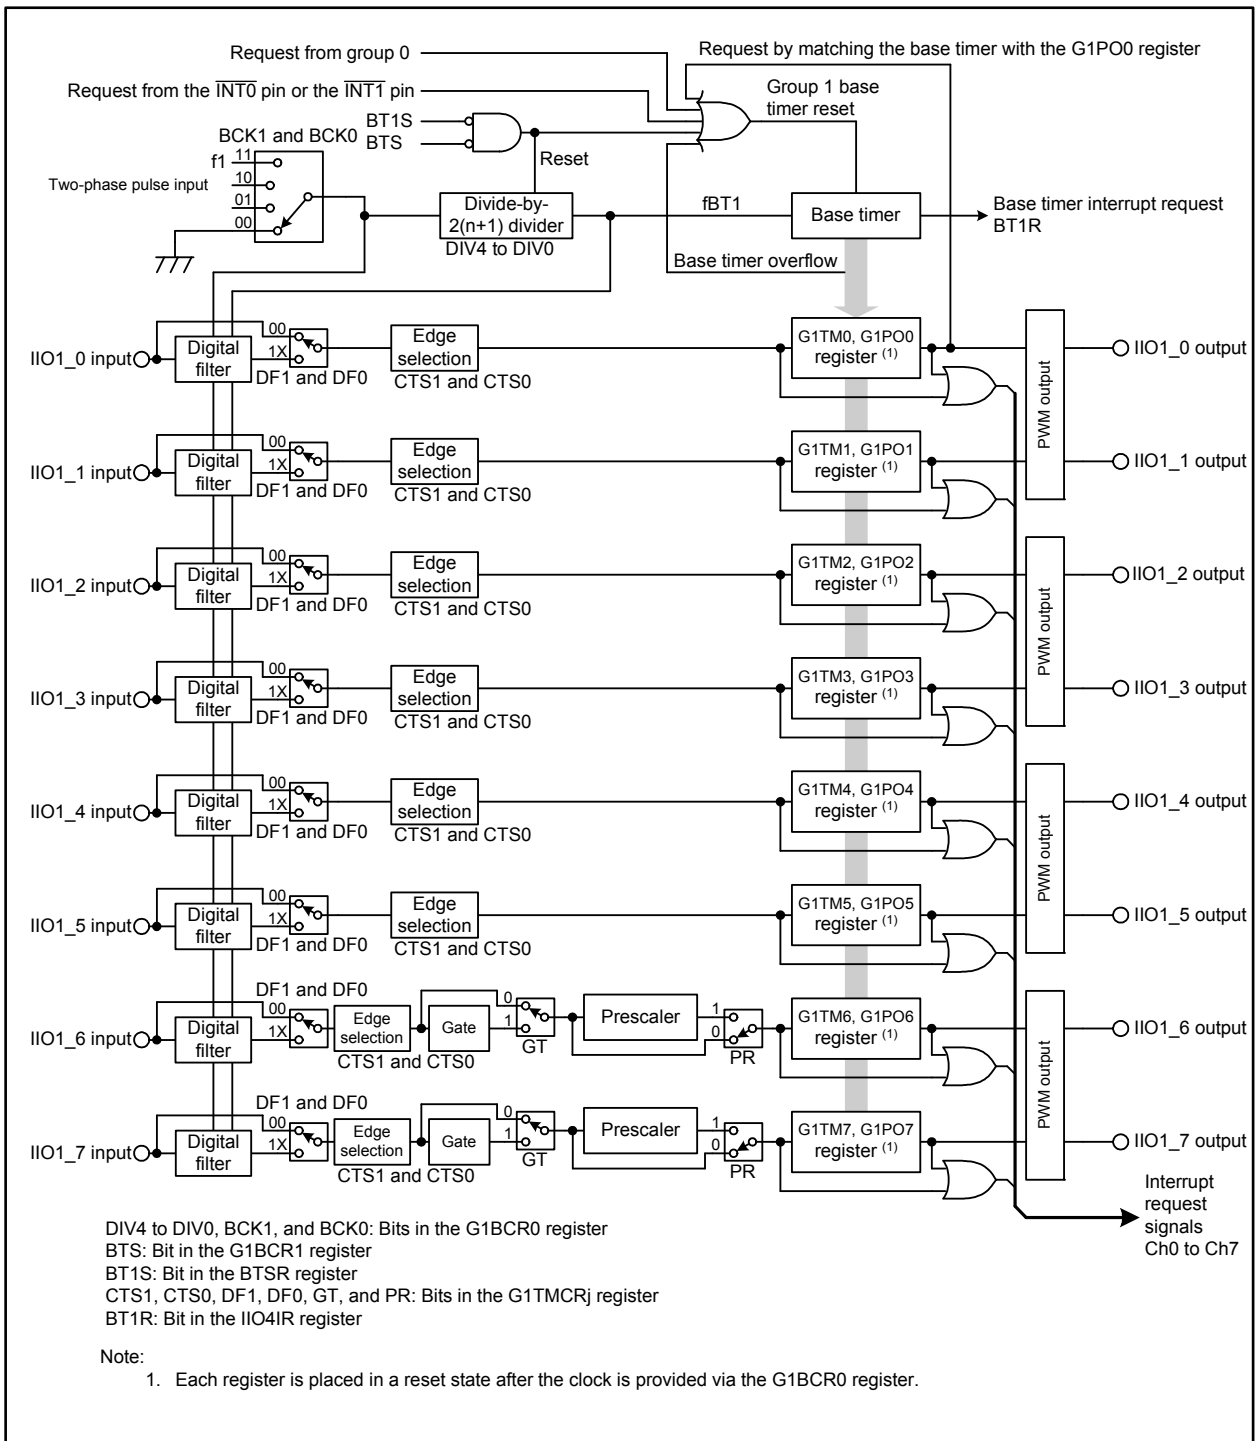 Request from group 0
Request by matching the base timer with the G1PO0 register
Request from the INT0 pin or the INT1 pin
Group 1 base
timer reset
BT1S
BTS
BCK1 and BCK0
Reset
f1
11
Two-phase pulse input
10
01
00
Divide-by-
2(n+1) divider
DIV4 to DIV0
fBT1
Base timer
Base timer interrupt request
BT1R
Base timer overflow
IIO1_0 input
Digital
filter
00
1X
DF1 and DF0
Edge
selection
CTS1 and CTS0
G1TM0, G1PO0
register (1)
PWM output
IIO1_0 output
IIO1_1 input
Digital
filter
00
1X
DF1 and DF0
Edge
selection
CTS1 and CTS0
G1TM1, G1PO1
register (1)
IIO1_1 output
IIO1_2 input
Digital
filter
00
1X
DF1 and DF0
Edge
selection
CTS1 and CTS0
G1TM2, G1PO2
register (1)
PWM output
IIO1_2 output
IIO1_3 input
Digital
filter
00
1X
DF1 and DF0
Edge
selection
CTS1 and CTS0
G1TM3, G1PO3
register (1)
IIO1_3 output
IIO1_4 input
Digital
filter
00
1X
DF1 and DF0
Edge
selection
CTS1 and CTS0
G1TM4, G1PO4
register (1)
PWM output
IIO1_4 output
IIO1_5 input
Digital
filter
00
1X
DF1 and DF0
Edge
selection
CTS1 and CTS0
G1TM5, G1PO5
register (1)
IIO1_5 output
IIO1_6 input
Digital
filter
DF1 and DF0
00
1X
Edge
selection
CTS1 and CTS0
Gate
0
1
GT
Prescaler
1
0
PR
G1TM6, G1PO6
register (1)
PWM output
IIO1_6 output
IIO1_7 input
Digital
filter
DF1 and DF0
00
1X
Edge
selection
CTS1 and CTS0
Gate
0
1
GT
Prescaler
1
0
PR
G1TM7, G1PO7
register (1)
IIO1_7 output
Interrupt
request
signals
Ch0 to Ch7
DIV4 to DIV0, BCK1, and BCK0: Bits in the G1BCR0 register
BTS: Bit in the G1BCR1 register
BT1S: Bit in the BTSR register
CTS1, CTS0, DF1, DF0, GT, and PR: Bits in the G1TMCRj register
BT1R: Bit in the IIO4IR register
Note:
1. Each register is placed in a reset state after the clock is provided via the G1BCR0 register.